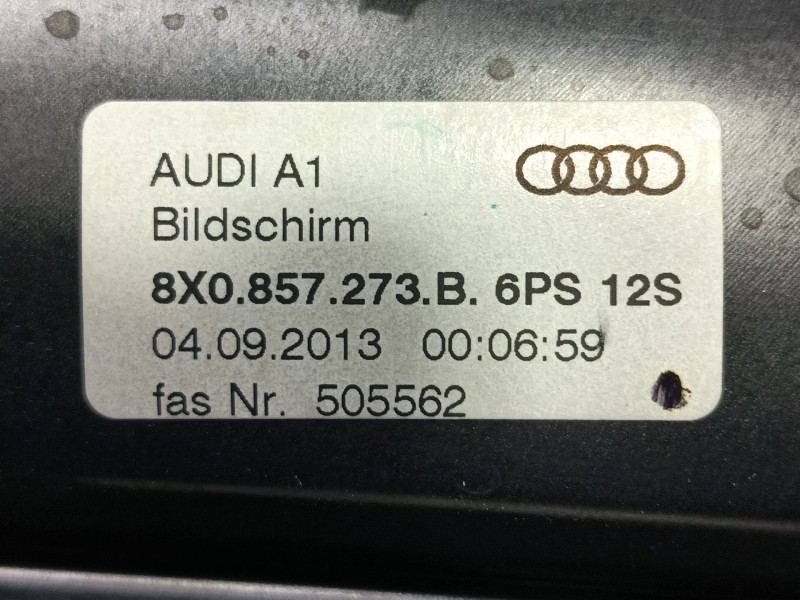 AUDI A1
Bildschirm
8X0.857.273.B. 6PS 12S
04.09.2013 00:06:59
fas Nr. 505562